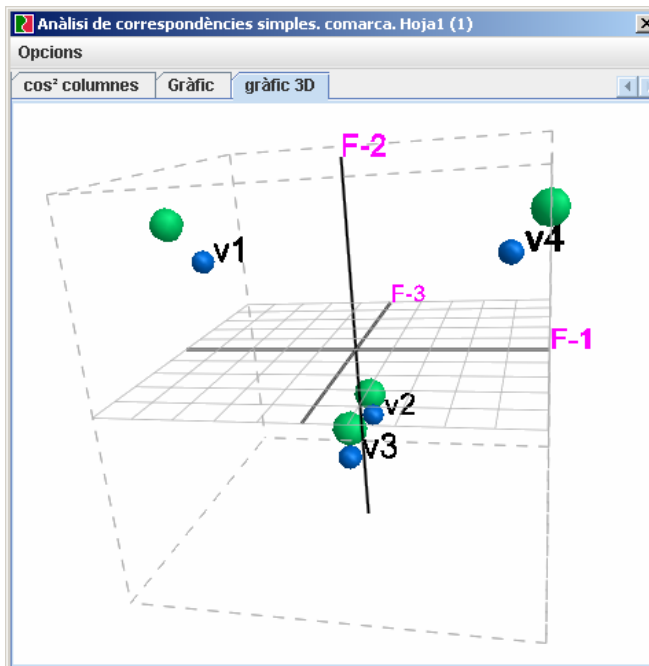 Anàlisi de correspondències simples. comarca. Hoja1 (1)
Opcions
cos² columnes Gràfic gràfic 3D
F-2
v1 v4
F-3
F-1
v2
v3